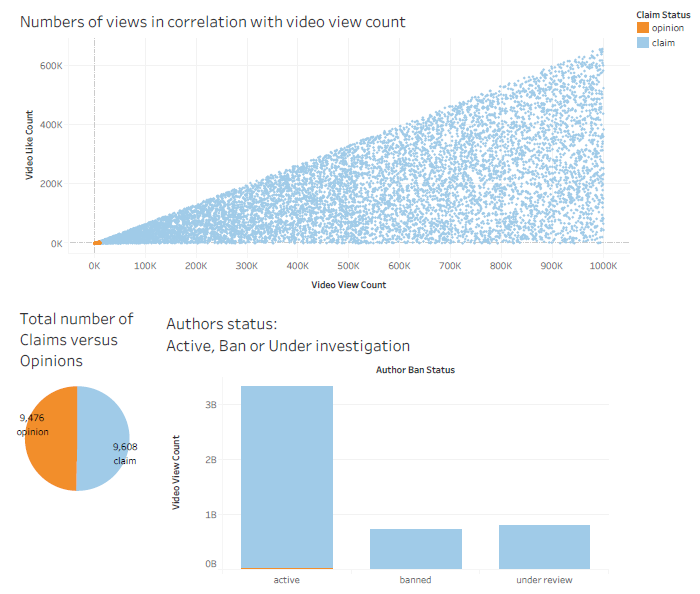 Numbers of views in correlation with video view count
Claim Status
opinion
claim
Video Like Count
600K
400K
200K
0K
0K 100K 200K 300K 400K 500K 600K 700K 800K 900K 1000K
Video View Count
Total number of
Claims versus
Opinions
9,476
opinion
9,608
claim
Authors status:
Active, Ban or Under investigation
Author Ban Status
Video View Count
3B
2B
1B
0B
active banned under review